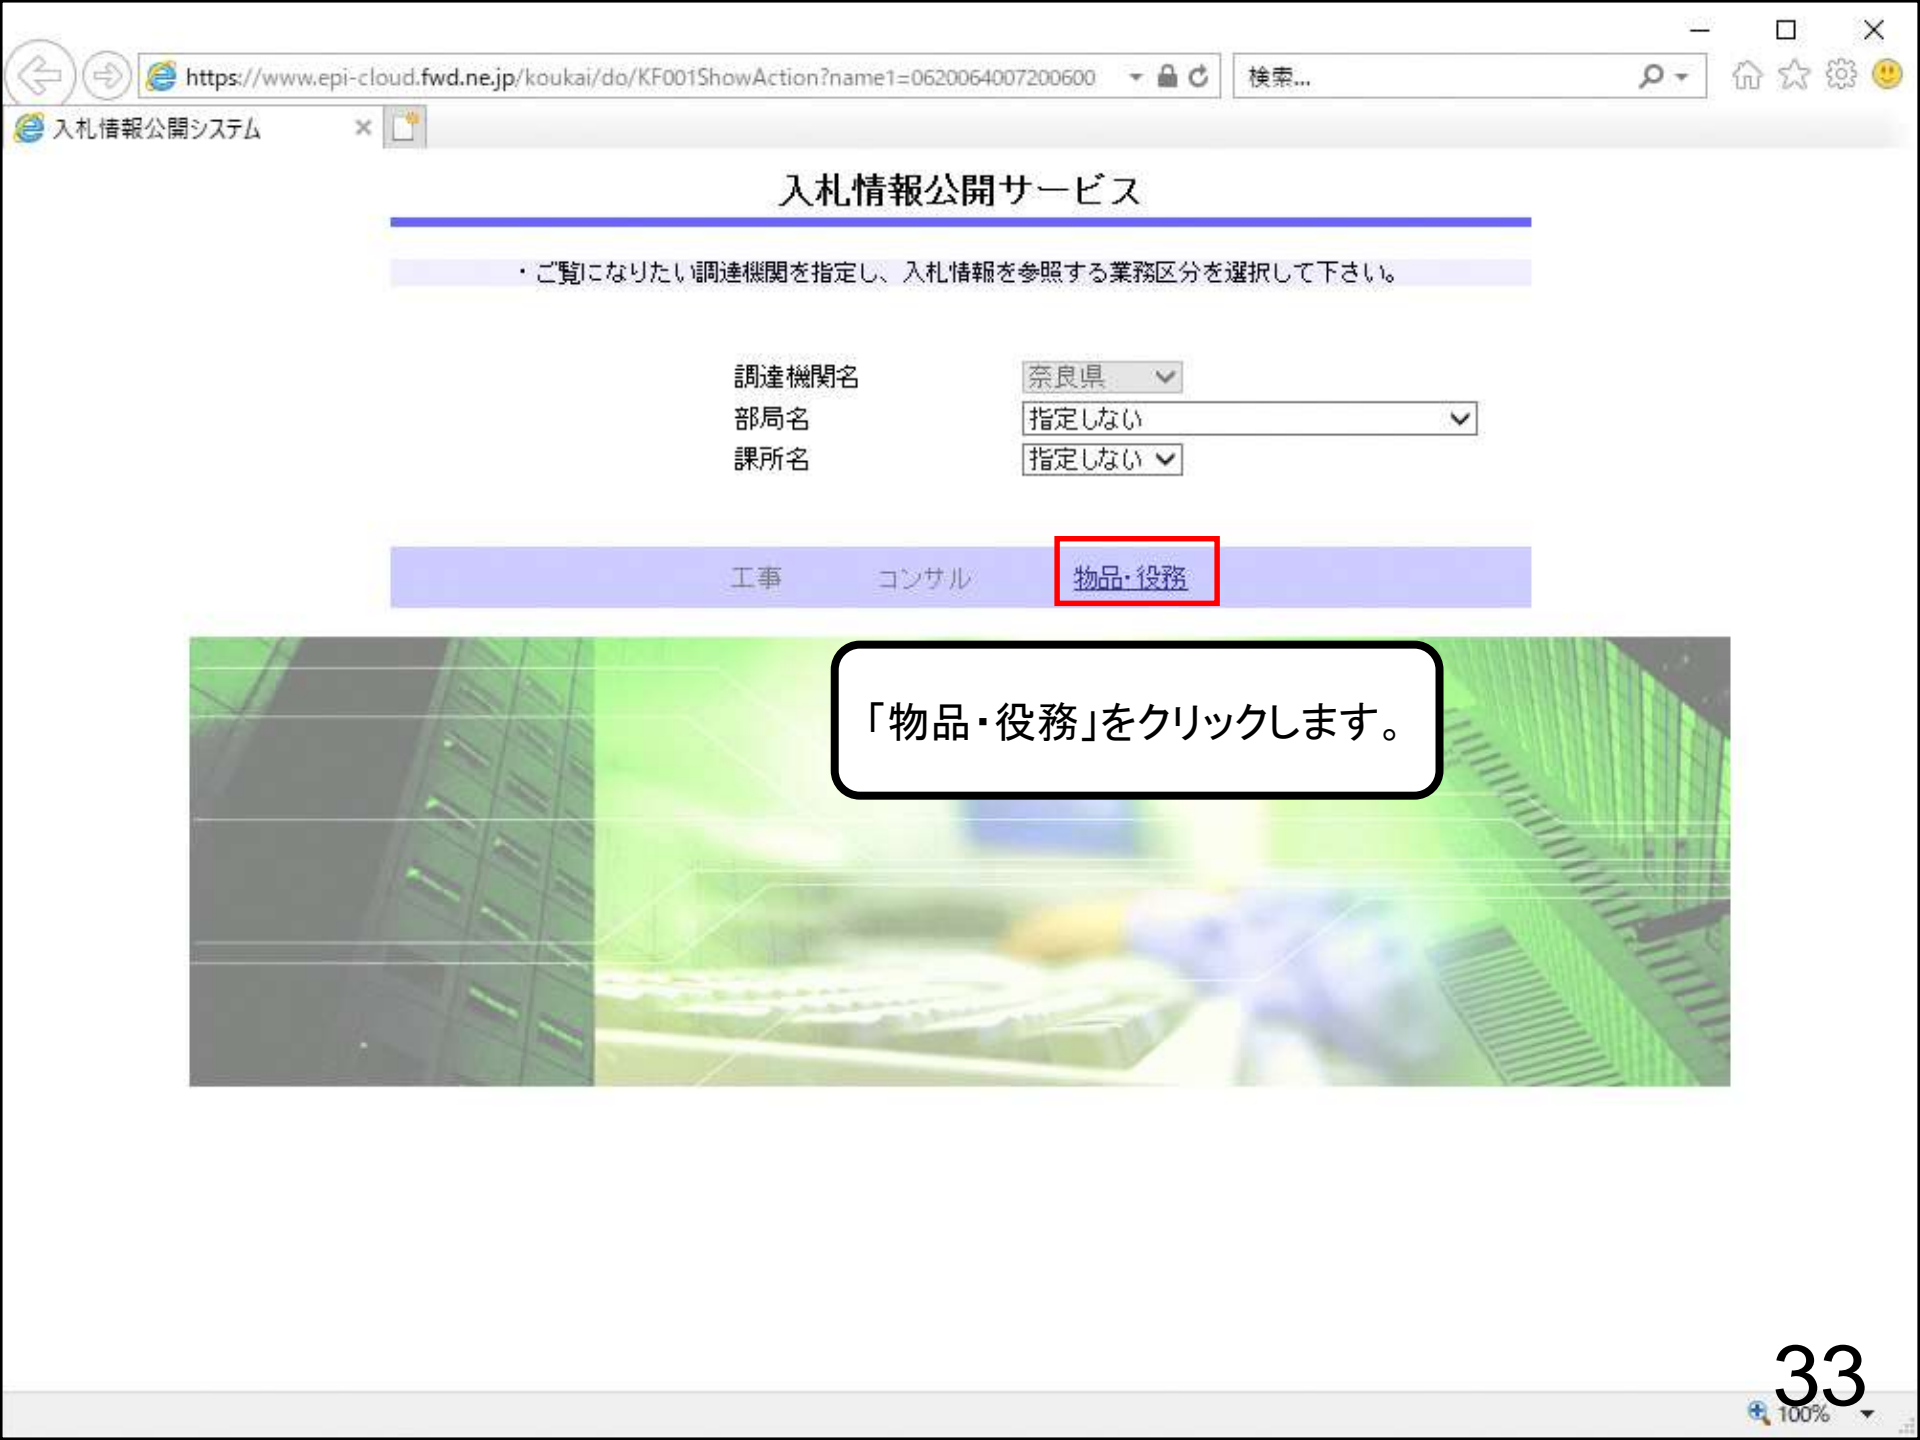 https://www.epi-cloud.fwd.ne.jp/koukai/do/KF001ShowAction?name1=0620064007200600
検索...
入札情報公開システム
入札情報公開サービス
・ご覧になりたい調達機関を指定し、入札情報を参照する業務区分を選択して下さい。
調達機関名 奈良県
部局名 指定しない
課所名 指定しない
工事 コンサル 物品・役務
「物品・役務」をクリックします。
33
100%